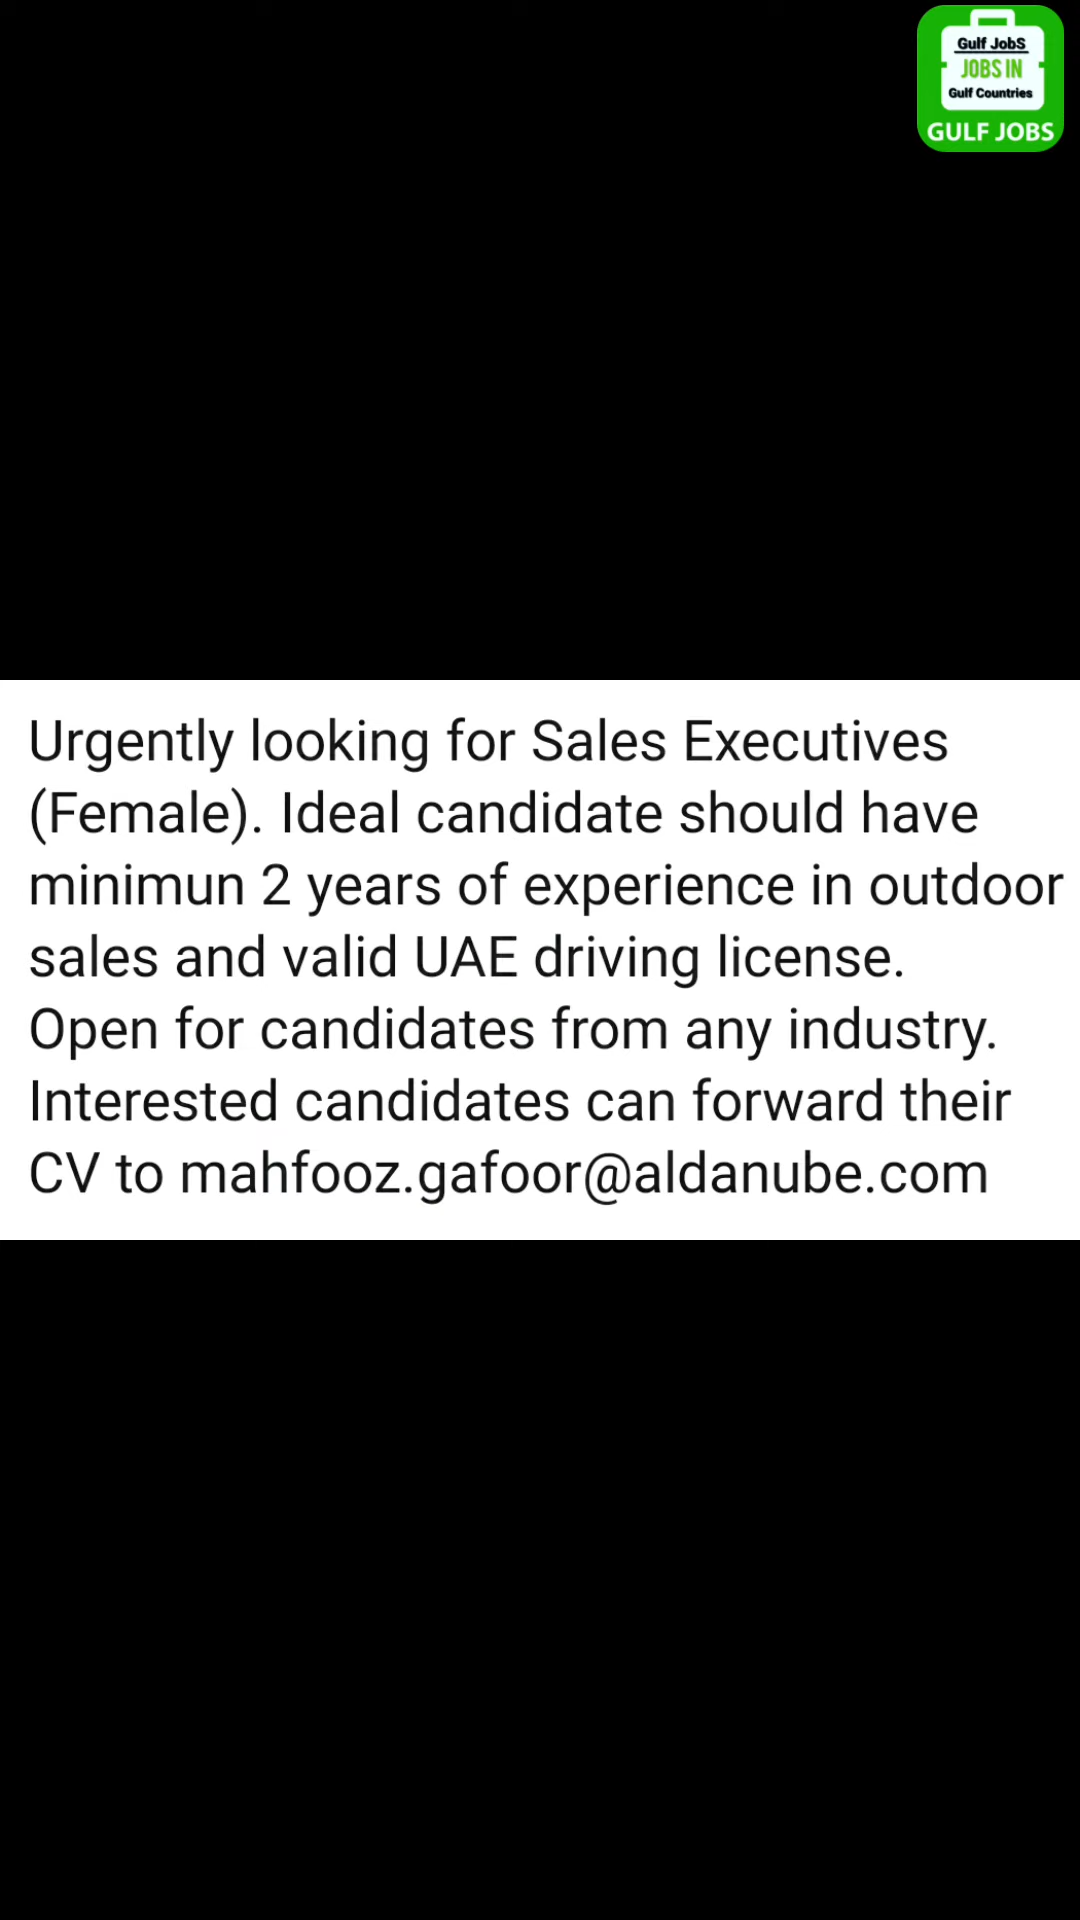 Gulf JobS
JOBS IN
Gulf Countries
GULF JOBS
Urgently looking for Sales Executives
(Female). Ideal candidate should have
minimun 2 years of experience in outdoor
sales and valid UAE driving license.
Open for candidates from any industry.
Interested candidates can forward their
CV to mahfooz.gafoor@aldanube.com